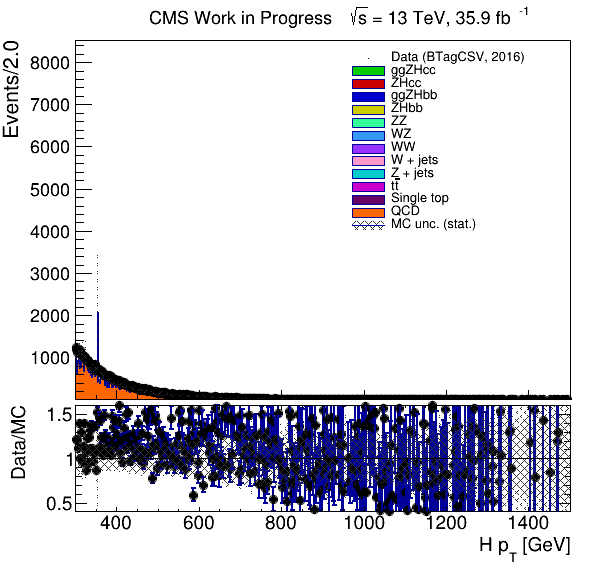 CMS Work in Progress √s = 13 TeV, 35.9 fb -1
Events/2.0
8000
7000
6000
5000
4000
3000
2000
1000
Data (BTagCSV, 2016)
ggZHcc
ZHcc
ggZHbb
ZHbb
ZZ
WZ
WW
W + jets
Z + jets
tt̅
Single top
QCD
MC unc. (stat.)
Data/MC
1.5
1
0.5
400 600 800 1000 1200 1400
H pT [GeV]